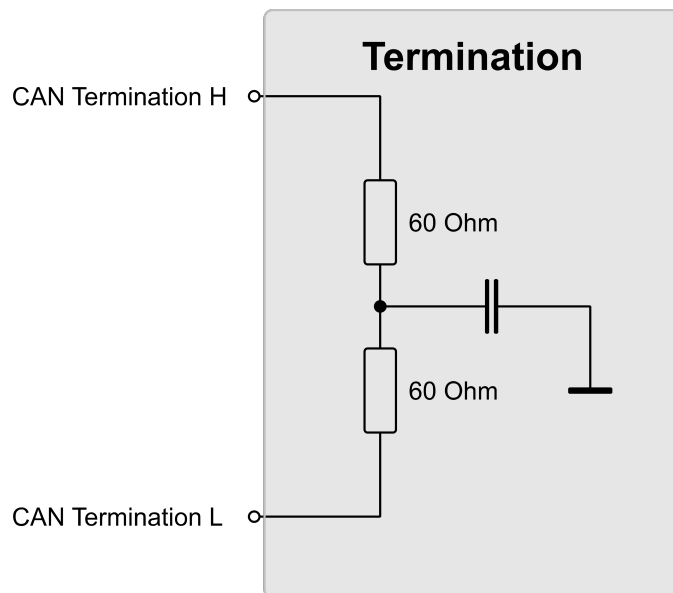 Termination
CAN Termination H
60 Ohm
60 Ohm
CAN Termination L